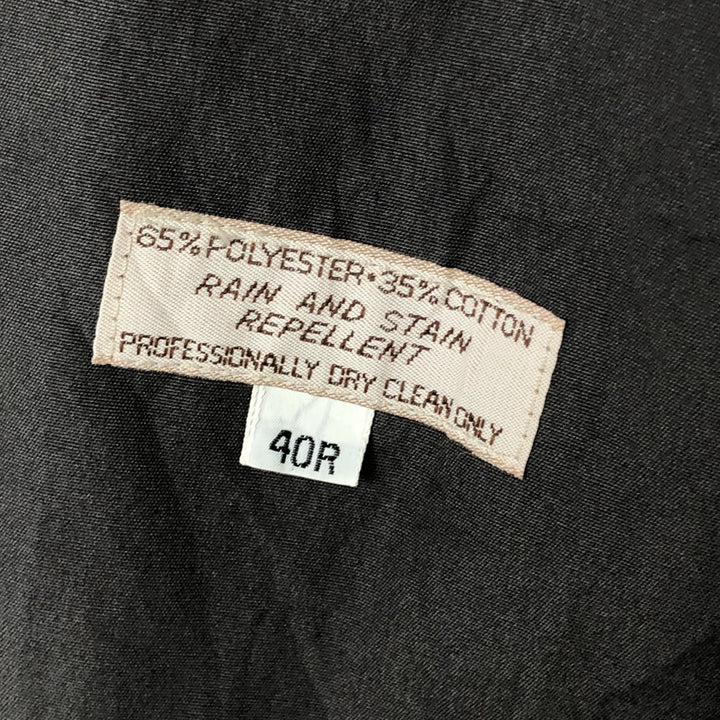 65% POLYESTER • 35% COTTON
RAIN AND STAIN
REPELLENT
PROFESSIONALLY DRY CLEAN ONLY
40R